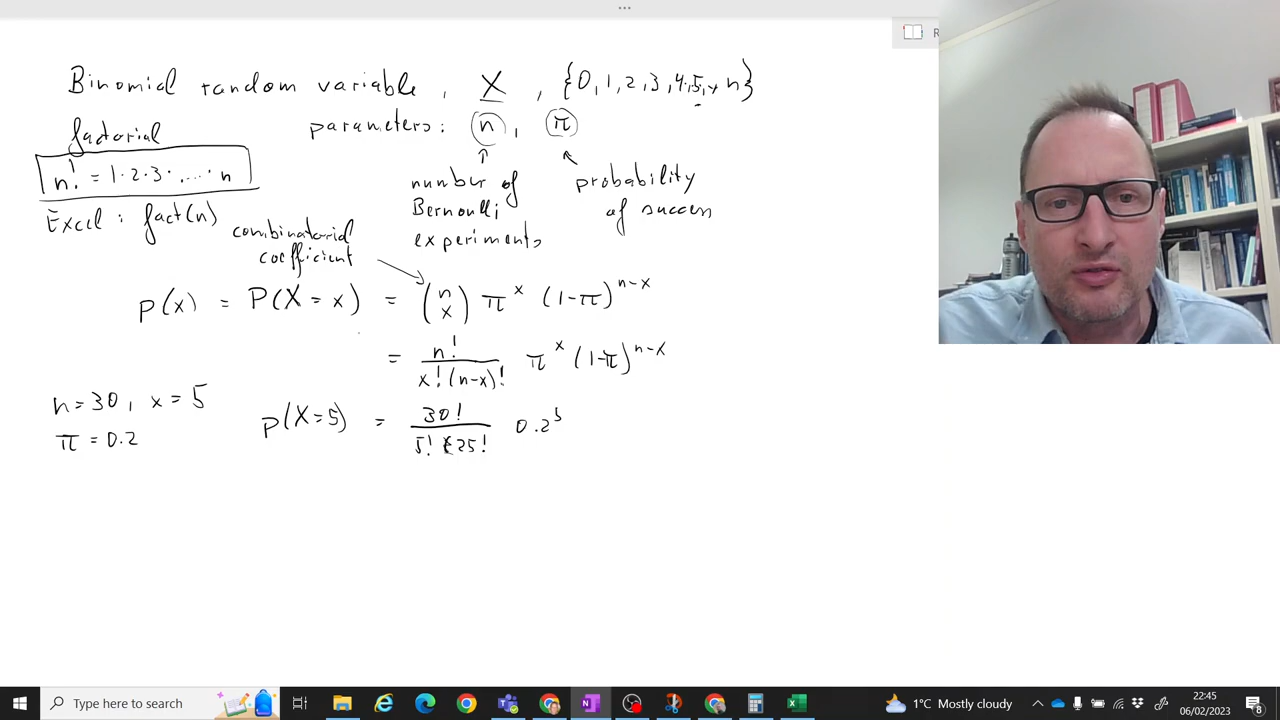 Binomial random variable, X, {0, 1, 2, 3, 4, 5, .., n}
factorial
parameters: n, π
n! = 1·2·3· .... n
number of Bernoulli experiments
probability of success
Excel: fact(n)
combinatorial coefficient
P(x) = P(X = x) = (n x) π^x (1-π)^n-x
= n! / x!(n-x)! π^x (1-π)^n-x
n=30, x=5
π = 0.2
P(X=5) = 30! / 5! 25! 0.2^5
Type here to search
1°C Mostly cloudy
22:45
06/02/2023
8